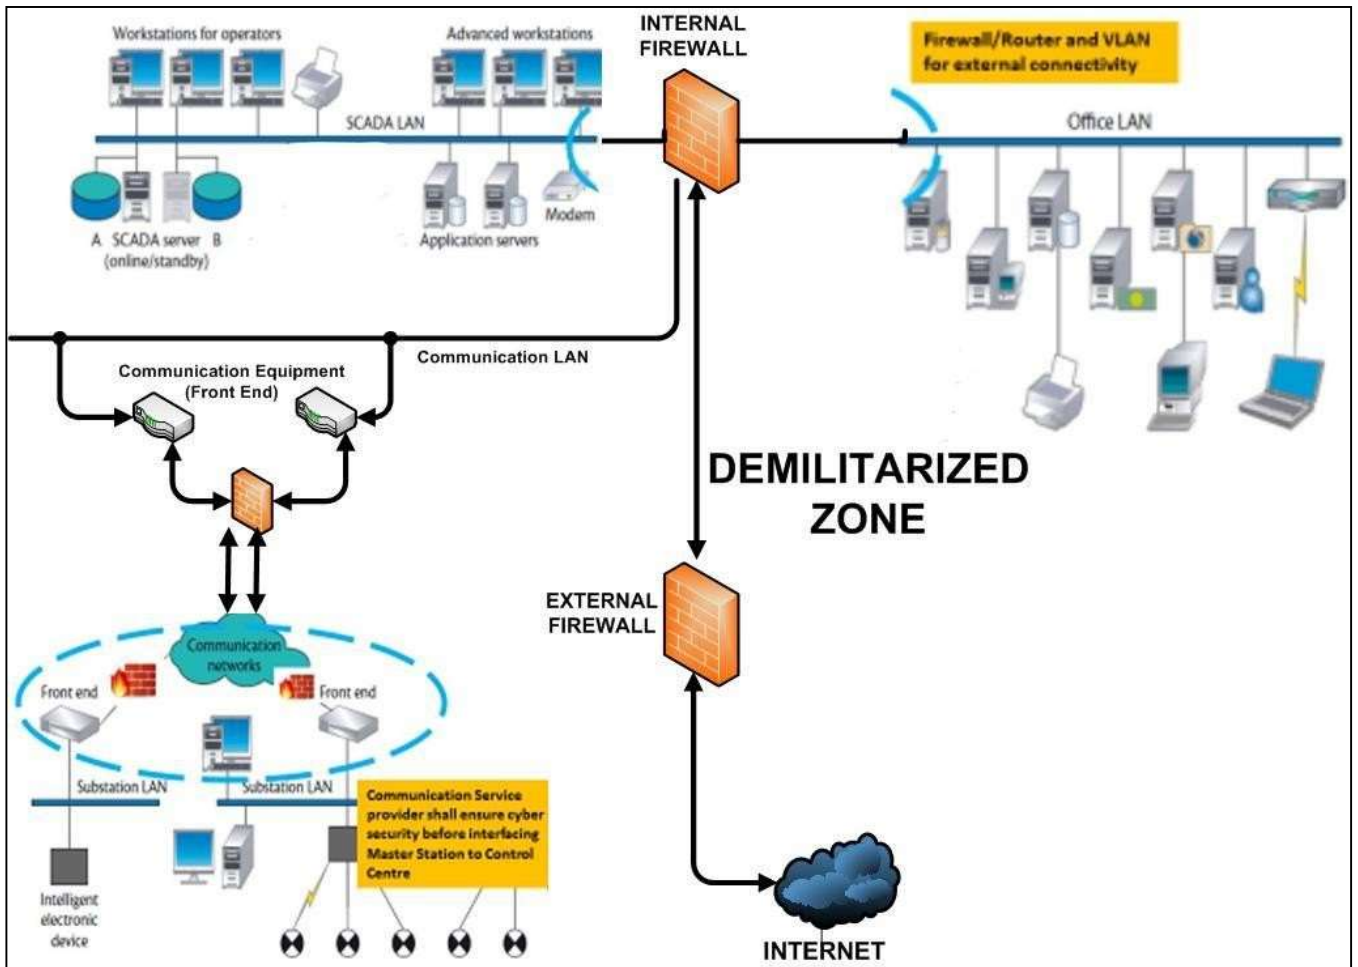 Workstations for operators
Advanced workstations
INTERNAL
FIREWALL
Firewall/Router and VLAN
for external connectivity
SCADA LAN
Office LAN
Modem
A SCADA server B
(online/standby)
Application servers
Communication LAN
Communication Equipment
(Front End)
DEMILITARIZED
ZONE
EXTERNAL
FIREWALL
Communication
networks
Front end
Front end
Substation LAN
Substation LAN
Communication Service
provider shall ensure cyber
security before interfacing
Master Station to Control
Centre
Intelligent
electronic
device
INTERNET